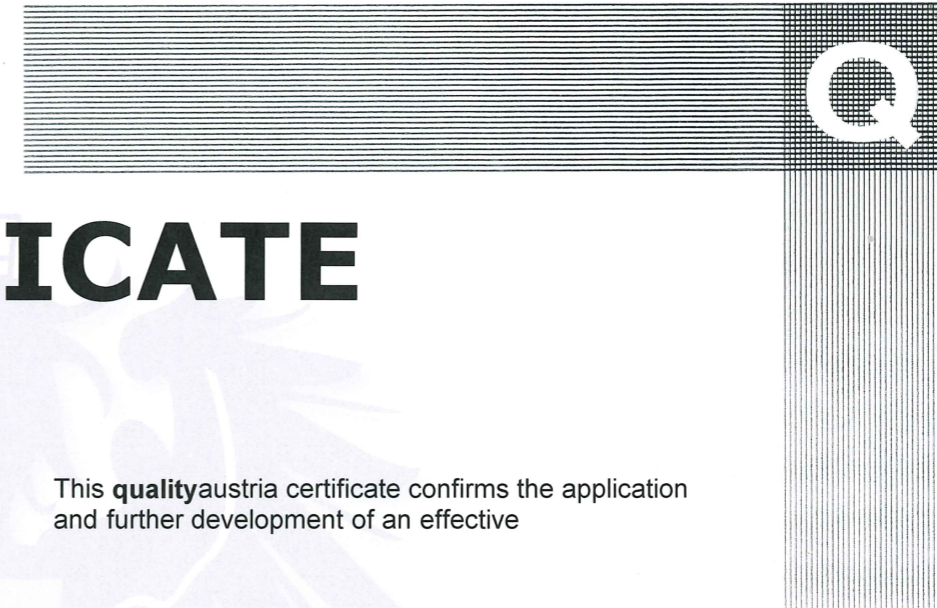 Q
ICATE
This qualityaustria certificate confirms the application
and further development of an effective